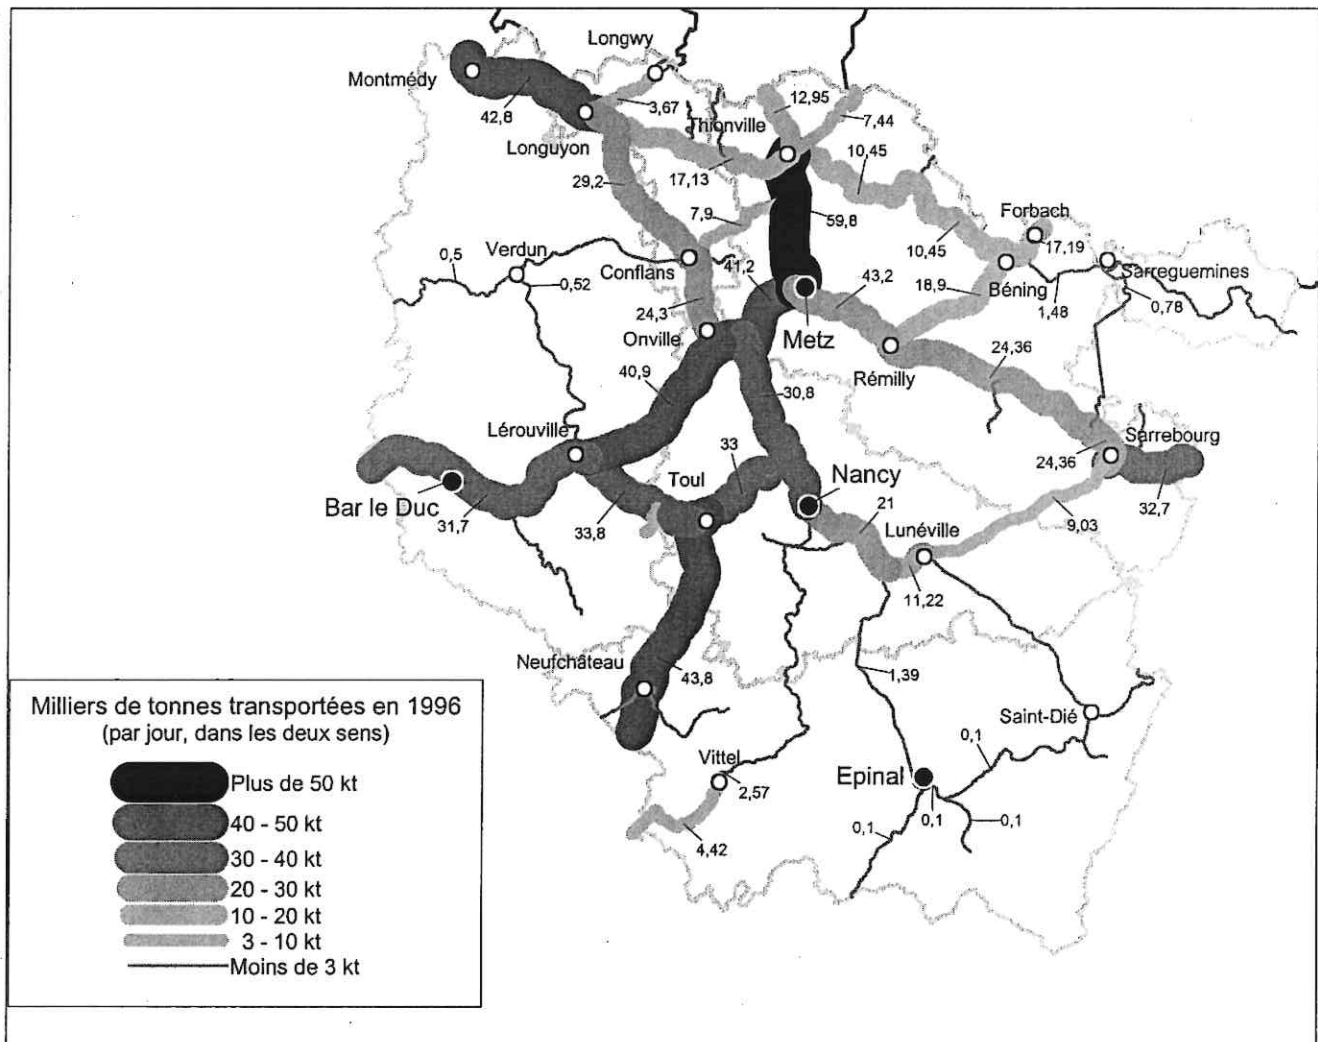 Longwy
Montmédy
12,95
3,67
42,8
Thionville
7,44
Longuyon
10,45
17,13
29,2
59,8
Forbach
7,9
10,45
17,19
Verdun
0,5
Conflans
Sarreguemines
41,2
43,2
18,9
Béning
0,52
0,78
1,48
24,3
Onville
Metz
24,36
Rémilly
40,9
30,8
Lérouville
Sarrebourg
33
24,36
Toul
Nancy
Bar le Duc
31,7
33,8
21
Lunéville
9,03
32,7
11,22
Neufchâteau
43,8
1,39
Saint-Dié
0,1
Vittel
Epinal
2,57
0,1
0,1
0,1
4,42
Milliers de tonnes transportées en 1996
(par jour, dans les deux sens)
Plus de 50 kt
40 - 50 kt
30 - 40 kt
20 - 30 kt
10 - 20 kt
3 - 10 kt
Moins de 3 kt